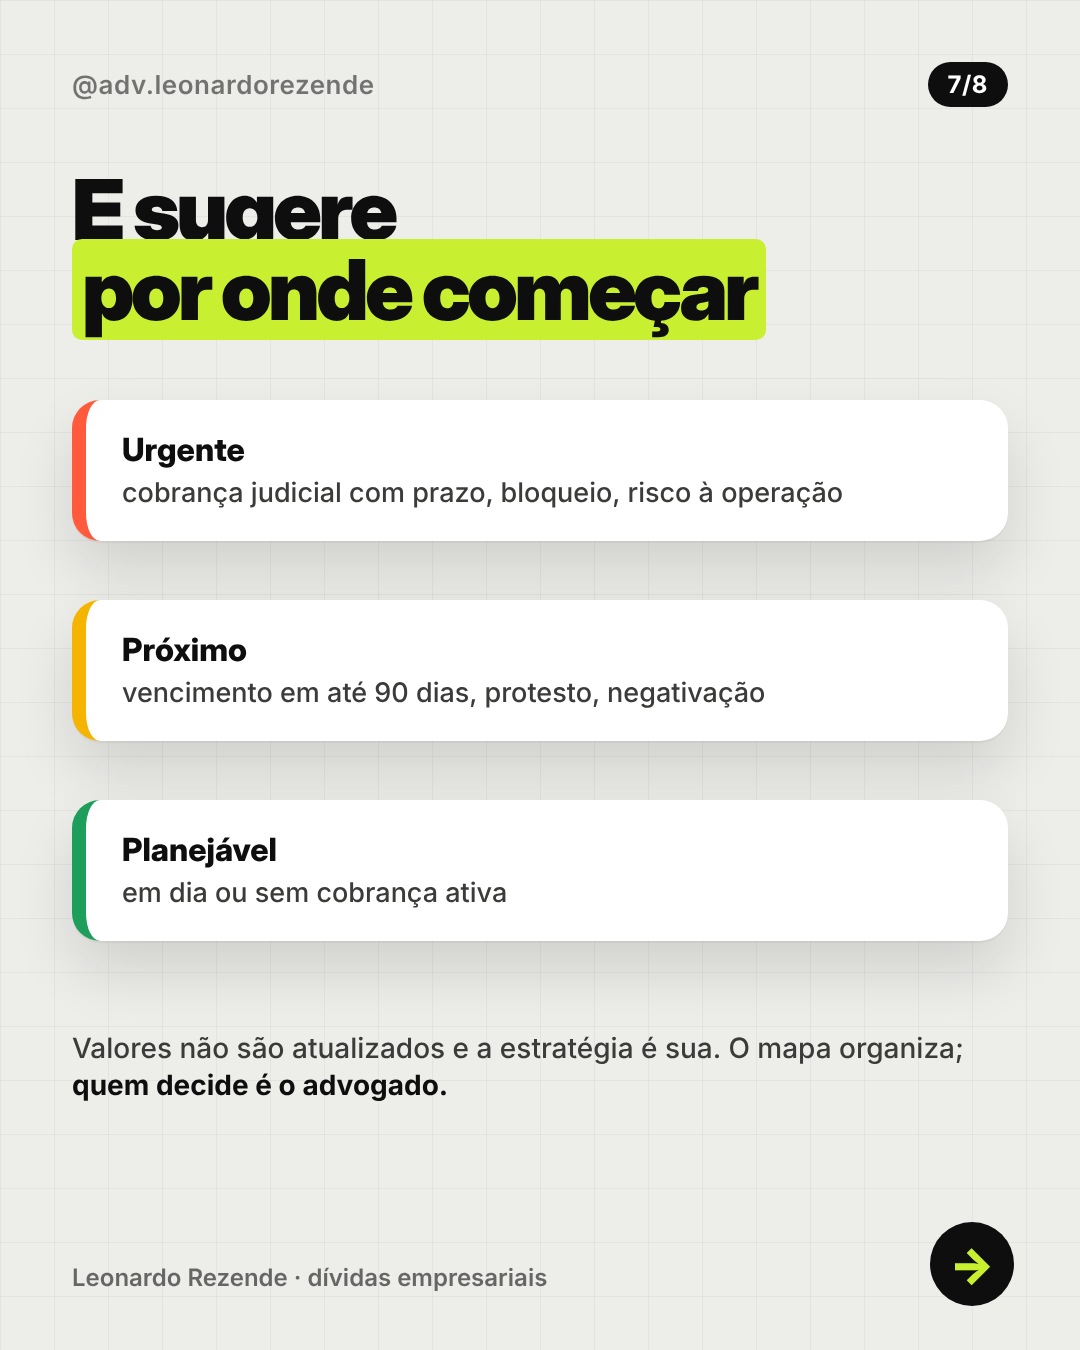 @adv.leonardorezende
7/8
E sugere
por onde começar
Urgente
cobrança judicial com prazo, bloqueio, risco à operação
Próximo
vencimento em até 90 dias, protesto, negativação
Planejável
em dia ou sem cobrança ativa
Valores não são atualizados e a estratégia é sua. O mapa organiza;
quem decide é o advogado.
Leonardo Rezende · dívidas empresariais